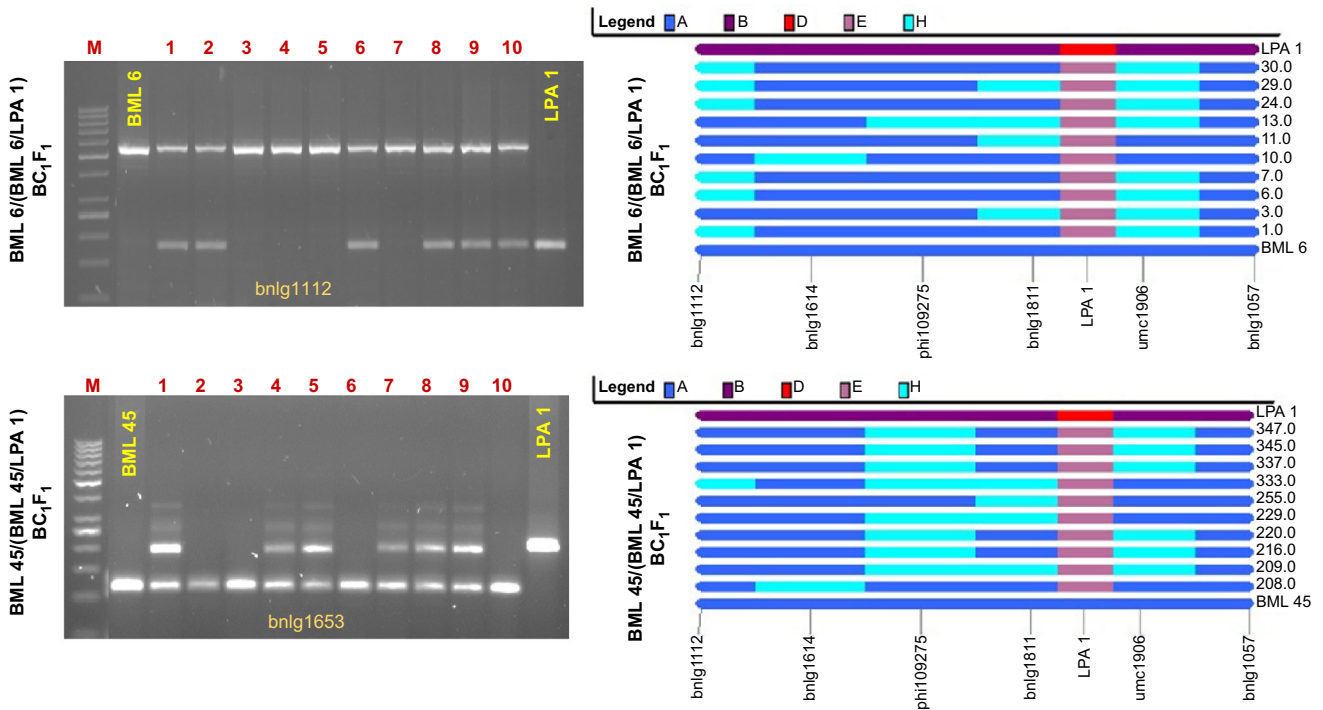 BML 6/(BML 6/LPA 1)
BC₁F₁
M 1 2 3 4 5 6 7 8 9 10
BML 6
LPA 1
bnlg1112
Legend A B D E H
BML 6/(BML 6/LPA 1)
BC₁F₁
LPA 1
30.0
29.0
24.0
13.0
11.0
10.0
7.0
6.0
3.0
1.0
BML 6
bnlg1112
bnlg1614
phi109275
bnlg1811
LPA 1
umc1906
bnlg1057
BML 45/(BML 45/LPA 1)
BC₁F₁
M 1 2 3 4 5 6 7 8 9 10
BML 45
LPA 1
bnlg1653
Legend A B D E H
BML 45/(BML 45/LPA 1)
BC₁F₁
LPA 1
347.0
345.0
337.0
333.0
255.0
229.0
220.0
216.0
209.0
208.0
BML 45
bnlg1112
bnlg1614
phi109275
bnlg1811
LPA 1
umc1906
bnlg1057